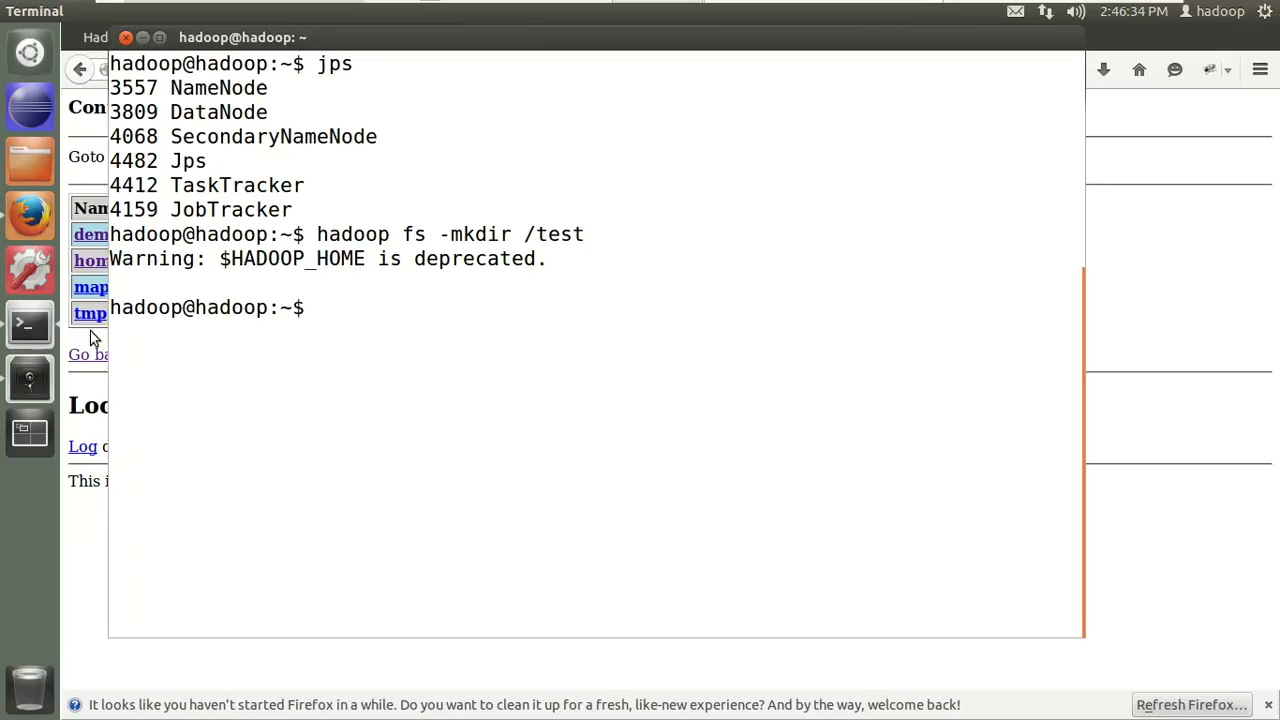 Terminal
2:46:34 PM
hadoop
Had
hadoop@hadoop: ~
hadoop@hadoop:~$ jps
3557 NameNode
3809 DataNode
4068 SecondaryNameNode
4482 Jps
4412 TaskTracker
4159 JobTracker
hadoop@hadoop:~$ hadoop fs -mkdir /test
Warning: $HADOOP_HOME is deprecated.
hadoop@hadoop:~$
Con
Goto
Nam
dem
hom
map
tmp
Go ba
Loc
Log
This i
It looks like you haven't started Firefox in a while. Do you want to clean it up for a fresh, like-new experience? And by the way, welcome back!
Refresh Firefox...